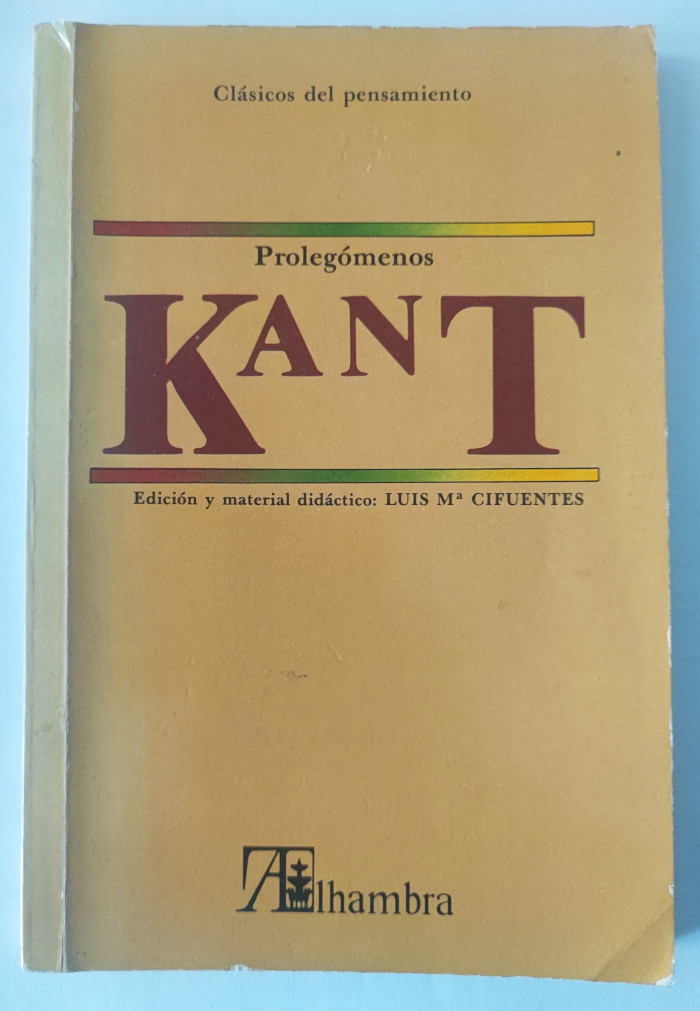 Clásicos del pensamiento
Prolegómenos
KANT
Edición y material didáctico: LUIS Mª CIFUENTES
Alhambra